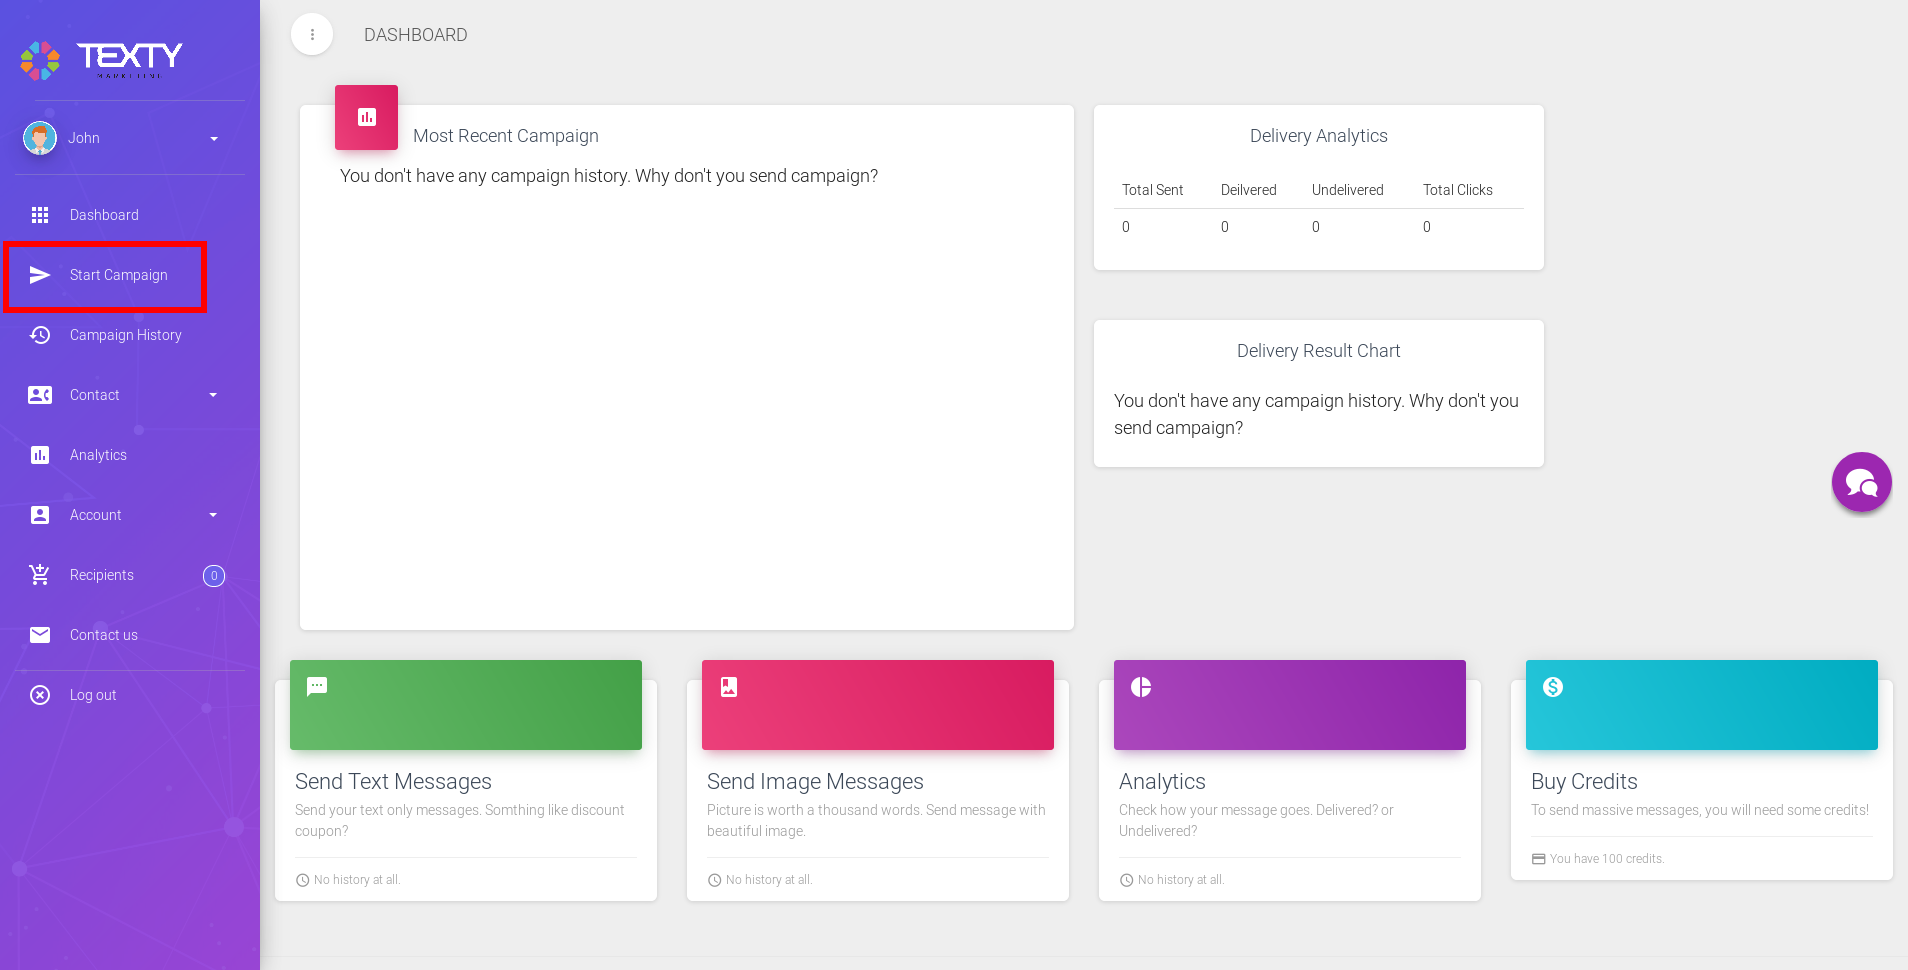 TEXTY
MARKETING
John
Dashboard
Start Campaign
Campaign History
Contact
Analytics
Account
Recipients 0
Contact us
Log out
DASHBOARD
Most Recent Campaign
You don't have any campaign history. Why don't you send campaign?
Delivery Analytics
Total Sent Deilvered Undelivered Total Clicks
0 0 0 0
Delivery Result Chart
You don't have any campaign history. Why don't you
send campaign?
Send Text Messages
Send your text only messages. Somthing like discount
coupon?
No history at all.
Send Image Messages
Picture is worth a thousand words. Send message with
beautiful image.
No history at all.
Analytics
Check how your message goes. Delivered? or
Undelivered?
No history at all.
Buy Credits
To send massive messages, you will need some credits!
You have 100 credits.